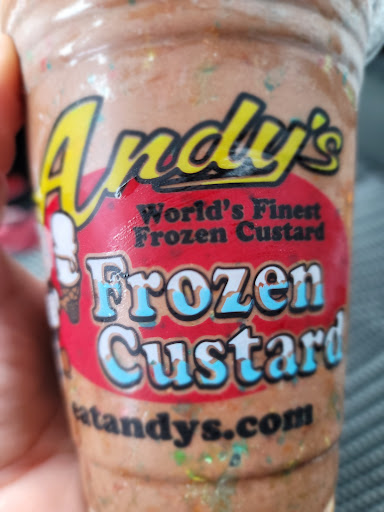 Andy's
World's Finest
Frozen Custard
Frozen
Custard
eatandys.com